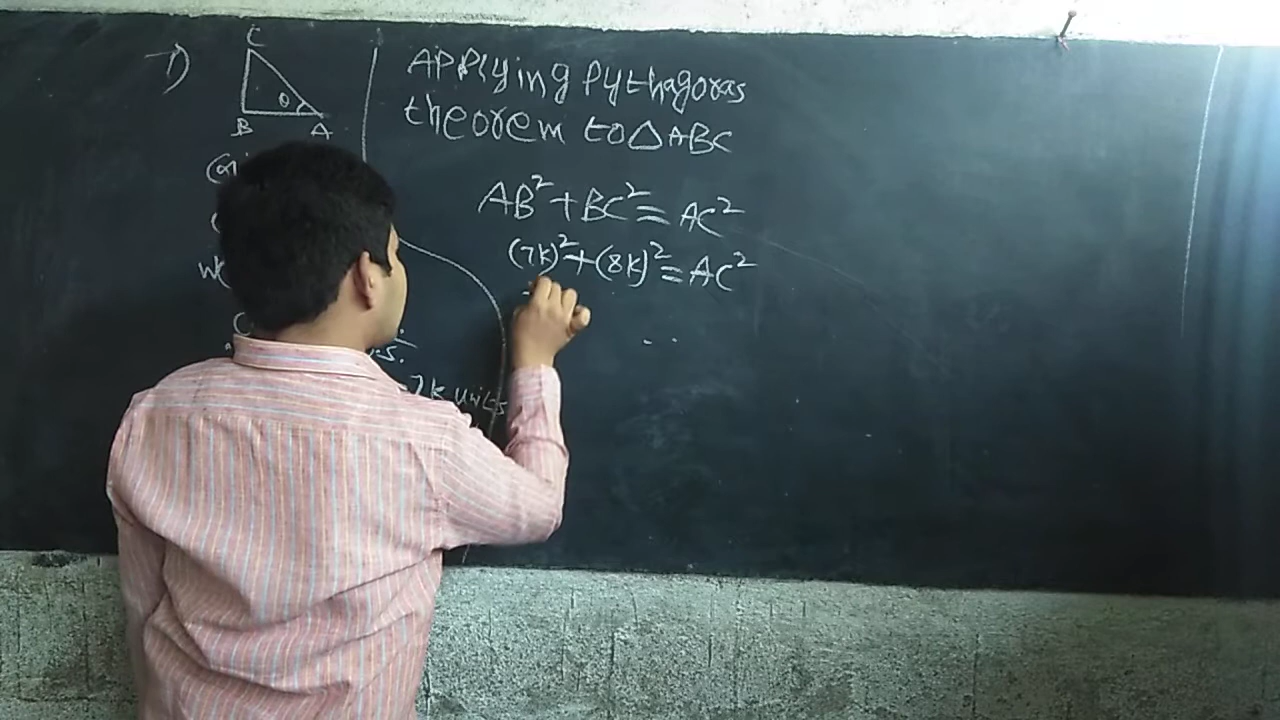 1)
C
θ
B A
7K units
APPlying Pythagoras
theorem to △ABC
AB²+BC²=AC²
(7K)²+(8K)²=AC²